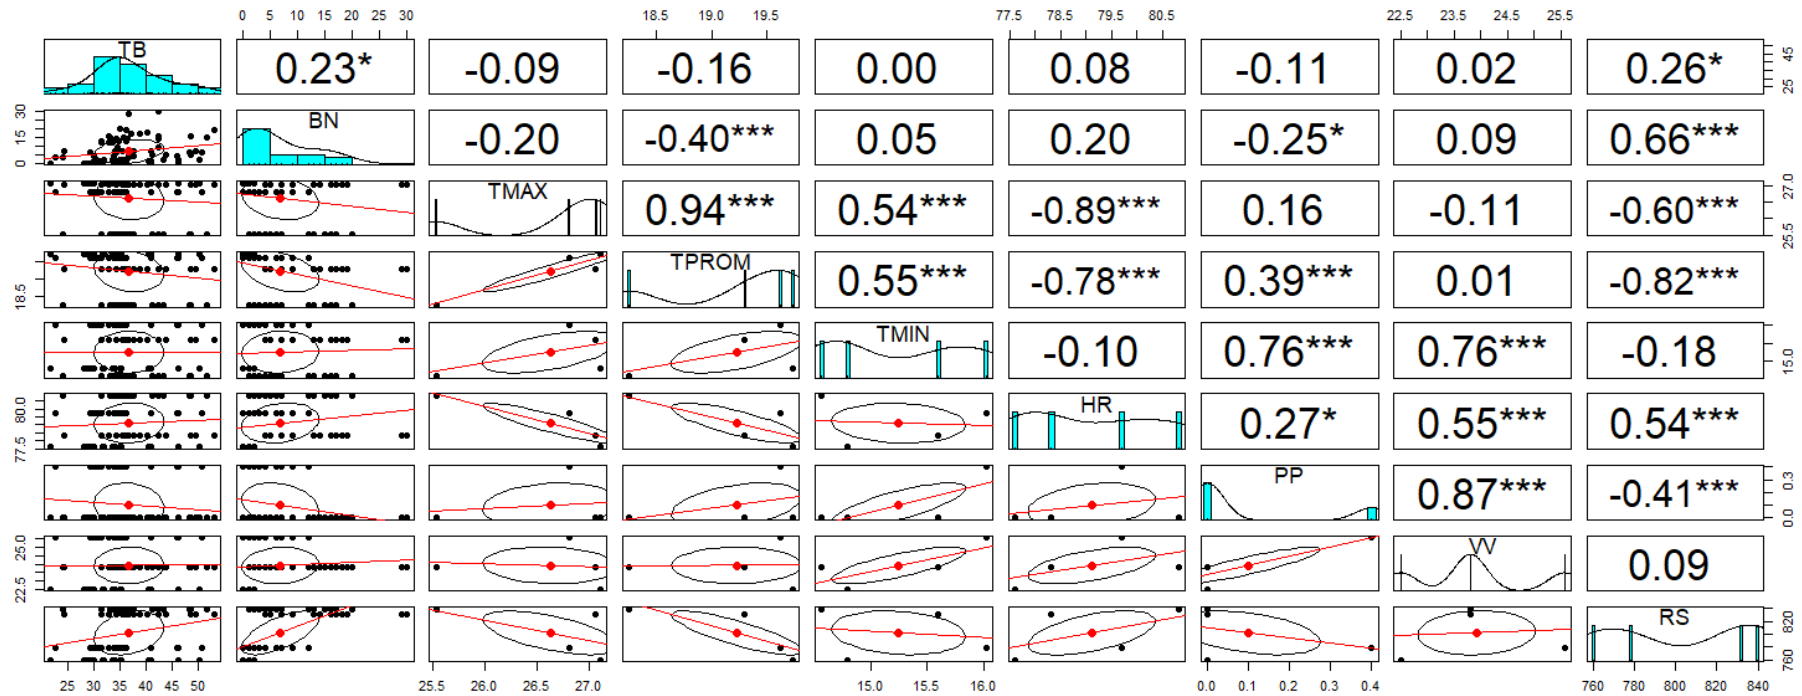 0 5 10 20 30 18.5 19.0 19.5 77.5 78.5 79.5 80.5 22.5 23.5 24.5 25.5
TB 0.23* -0.09 -0.16 0.00 0.08 -0.11 0.02 0.26* 25 45
0 15 30 BN -0.20 -0.40*** 0.05 0.20 -0.25* 0.09 0.66***
TMAX 0.94*** 0.54*** -0.89*** 0.16 -0.11 -0.60*** 25.5 27.0
18.5 TPROM 0.55*** -0.78*** 0.39*** 0.01 -0.82***
TMIN -0.10 0.76*** 0.76*** -0.18 15.0
77.5 80.0 HR 0.27* 0.55*** 0.54***
PP 0.87*** -0.41*** 0.0 0.3
22.5 25.0 VV 0.09
RS 760 820
25 30 35 40 45 50 25.5 26.0 26.5 27.0 15.0 15.5 16.0 0.0 0.1 0.2 0.3 0.4 760 780 800 820 840